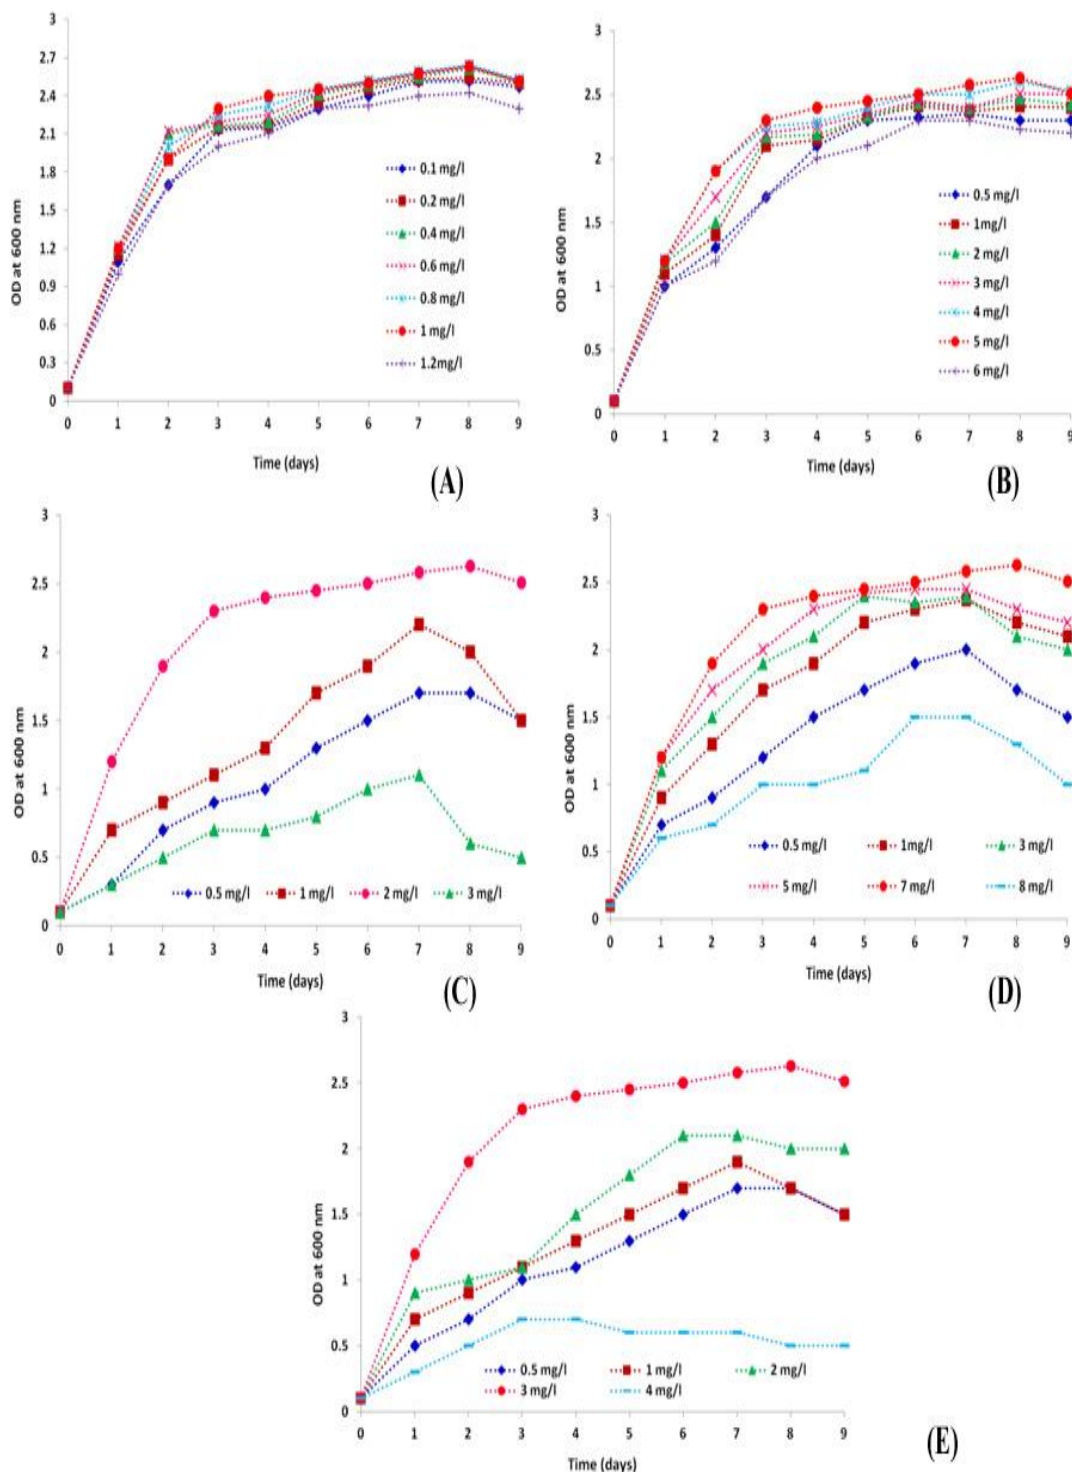 OD at 600 nm
3
2.7
2.4
2.1
1.8
1.5
1.2
0.9
0.6
0.3
0
0 1 2 3 4 5 6 7 8 9
Time (days)
0.1 mg/l
0.2 mg/l
0.4 mg/l
0.6 mg/l
0.8 mg/l
1 mg/l
1.2mg/l
(A)
OD at 600 nm
3
2.5
2
1.5
1
0.5
0
0 1 2 3 4 5 6 7 8 9
Time (days)
0.5 mg/l
1mg/l
2 mg/l
3 mg/l
4 mg/l
5 mg/l
6 mg/l
(B)
OD at 600 nm
3
2.5
2
1.5
1
0.5
0
0 1 2 3 4 5 6 7 8 9
Time (days)
0.5 mg/l 1 mg/l 2 mg/l 3 mg/l
(C)
OD at 600 nm
3
2.5
2
1.5
1
0.5
0
0 1 2 3 4 5 6 7 8 9
Time (days)
0.5 mg/l 1mg/l 3 mg/l
5 mg/l 7 mg/l 8 mg/l
(D)
OD at 600 nm
3
2.5
2
1.5
1
0.5
0
0 1 2 3 4 5 6 7 8 9
Time (days)
0.5 mg/l 1 mg/l 2 mg/l
3 mg/l 4 mg/l
(E)